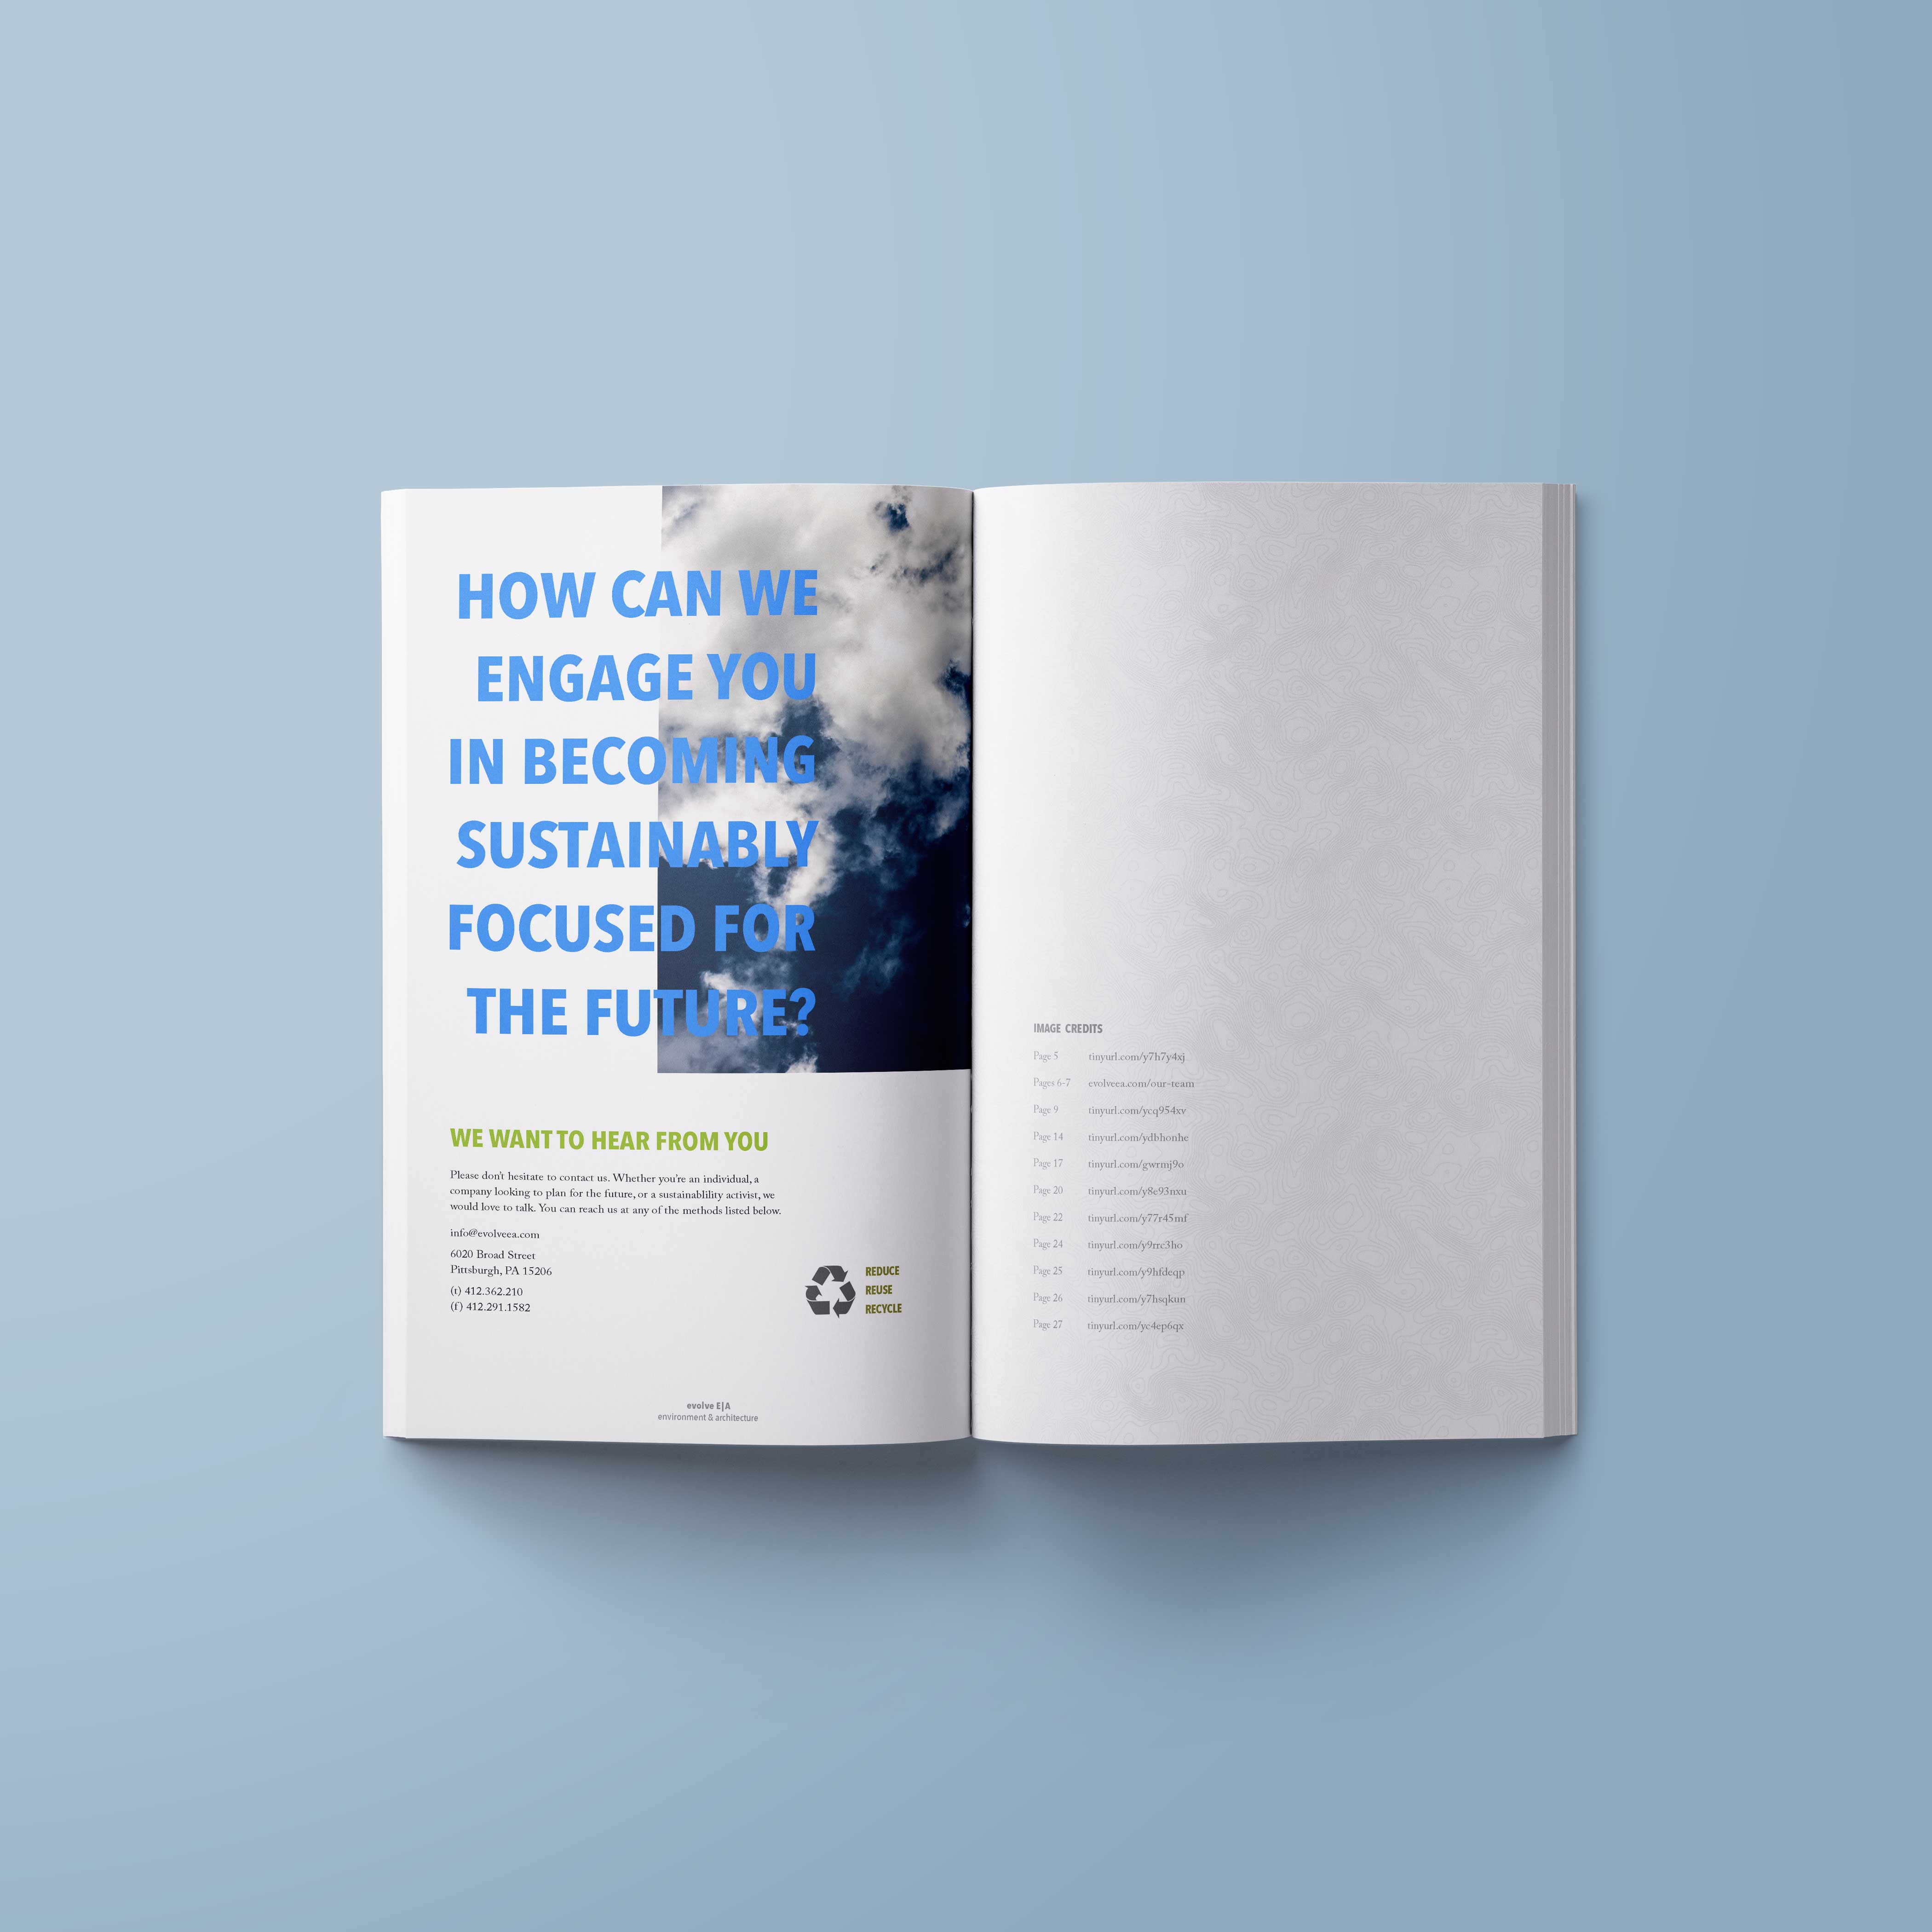 HOW CAN WE
ENGAGE YOU
IN BECOMING
SUSTAINABLY
FOCUSED FOR
THE FUTURE?
WE WANT TO HEAR FROM YOU
Please don't hesitate to contact us. Whether you're an individual, a
company looking to plan for the future, or a sustainablility activist, we
would love to talk. You can reach us at any of the methods listed below.
info@evolveea.com
6020 Broad Street
Pittsburgh, PA 15206
(t) 412.362.210
(f) 412.291.1582
REDUCE
REUSE
RECYCLE
evolve E|A
environment & architecture
IMAGE CREDITS
Page 5 tinyurl.com/y7h7y4xj
Pages 6-7 evolveea.com/our-team
Page 9 tinyurl.com/ycq954xv
Page 14 tinyurl.com/ydbhonhe
Page 17 tinyurl.com/gwrmj9o
Page 20 tinyurl.com/y8e93nxu
Page 22 tinyurl.com/y77r45mf
Page 24 tinyurl.com/y9rrc3ho
Page 25 tinyurl.com/y9hfdeqp
Page 26 tinyurl.com/y7hsqkun
Page 27 tinyurl.com/yc4ep6qx